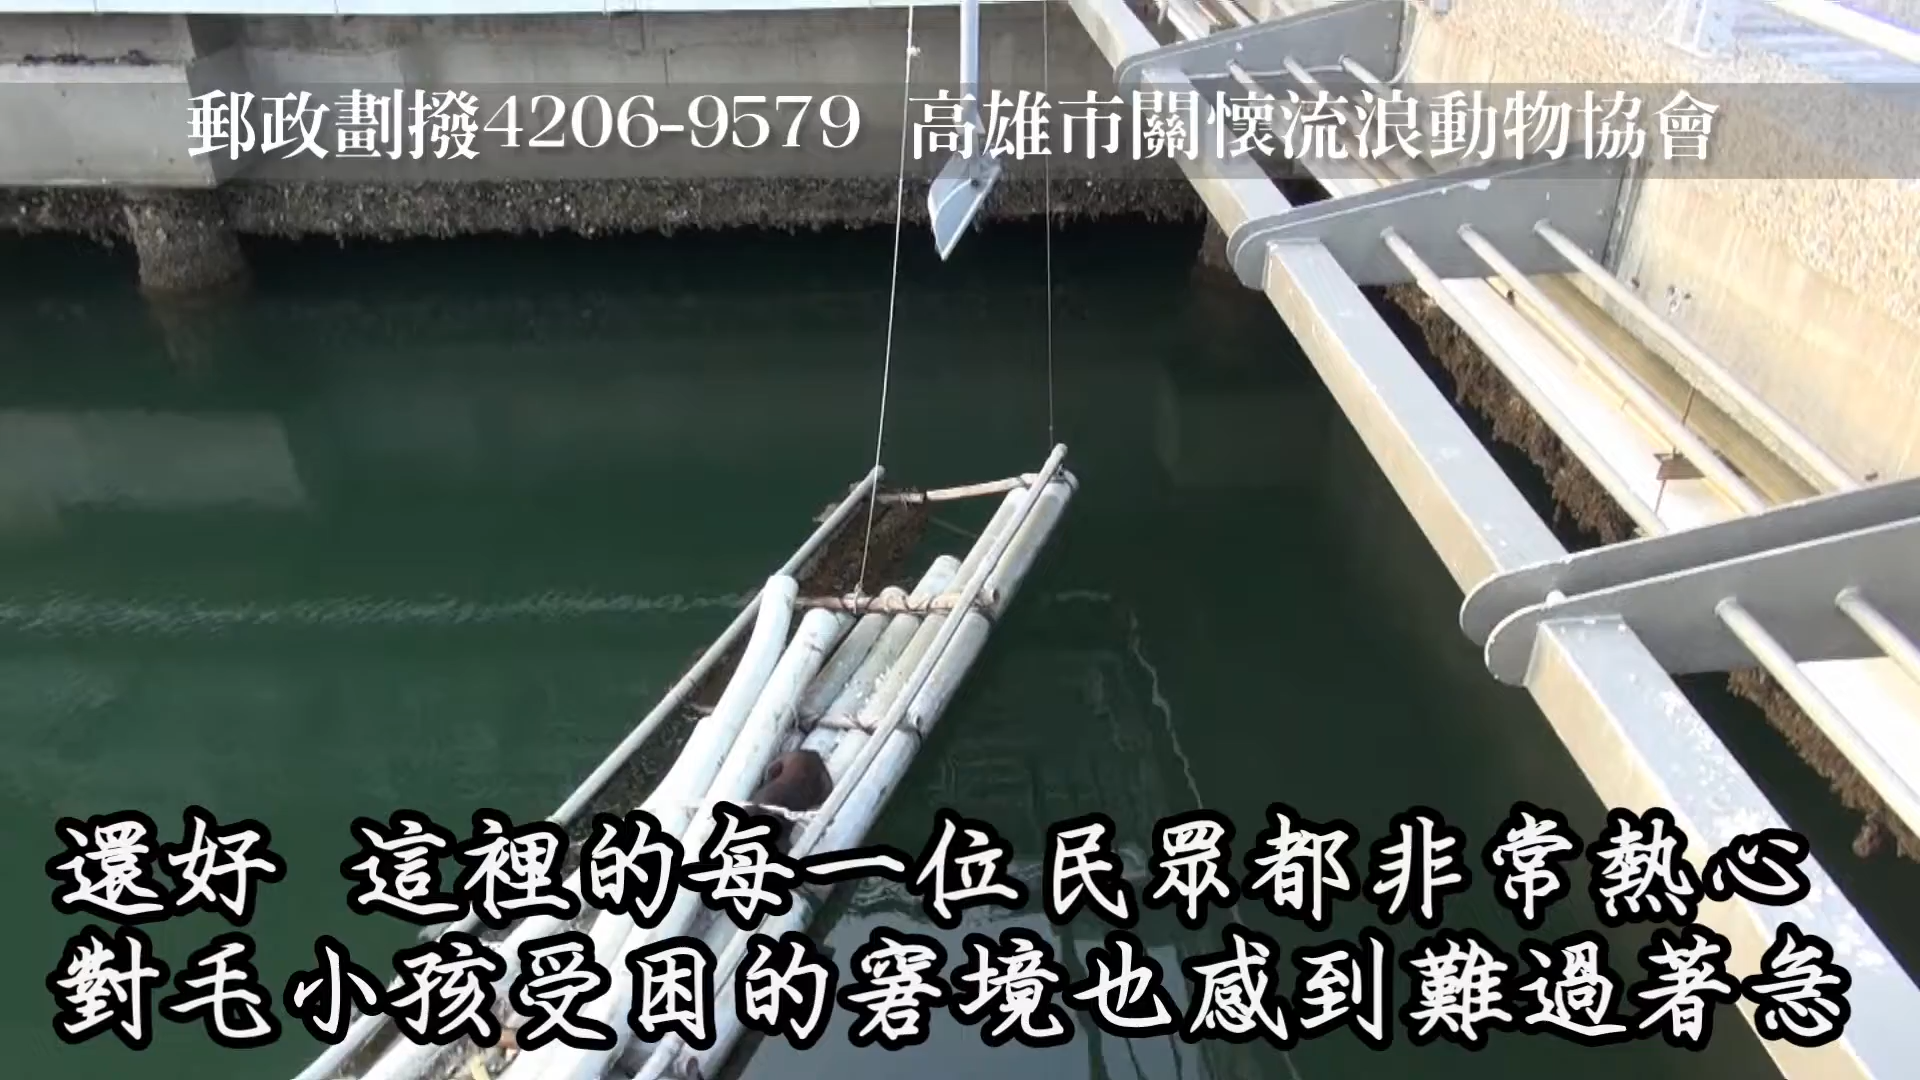 郵政劃撥4206-9579 高雄市關懷流浪動物協會
還好 這裡的每一位民眾都非常熱心
對毛小孩受困的窘境也感到難過著急